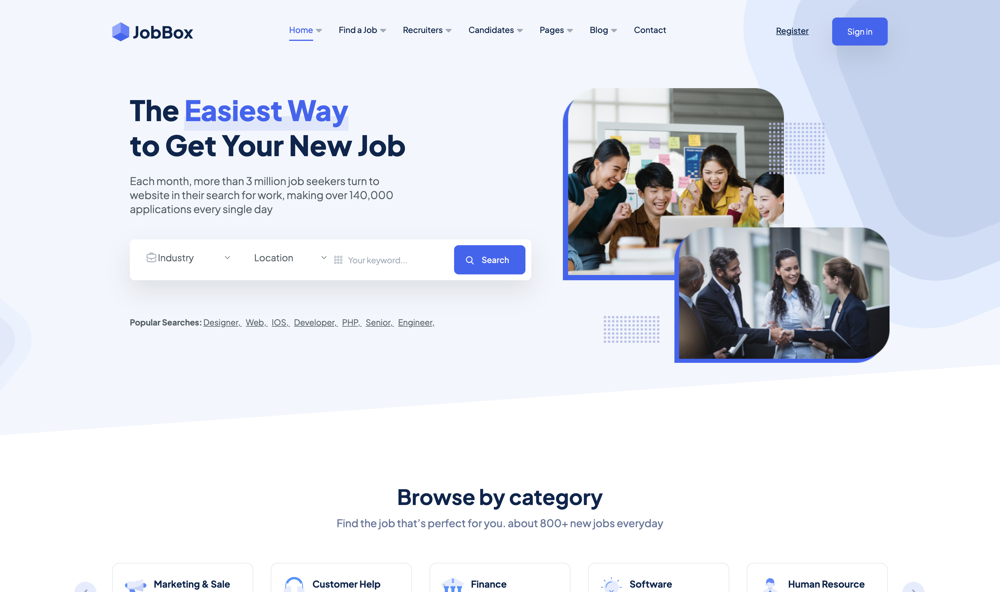 JobBox
Home
Find a Job
Recruiters
Candidates
Pages
Blog
Contact
Register
Sign in
The Easiest Way
to Get Your New Job
Each month, more than 3 million job seekers turn to
website in their search for work, making over 140,000
applications every single day
Industry
Location
Your keyword...
Search
Popular Searches: Designer, Web, IOS, Developer, PHP, Senior, Engineer,
PROJECT ANALYSIS
Browse by category
Find the job that's perfect for you. about 800+ new jobs everyday
Marketing & Sale
Customer Help
Finance
Software
Human Resource